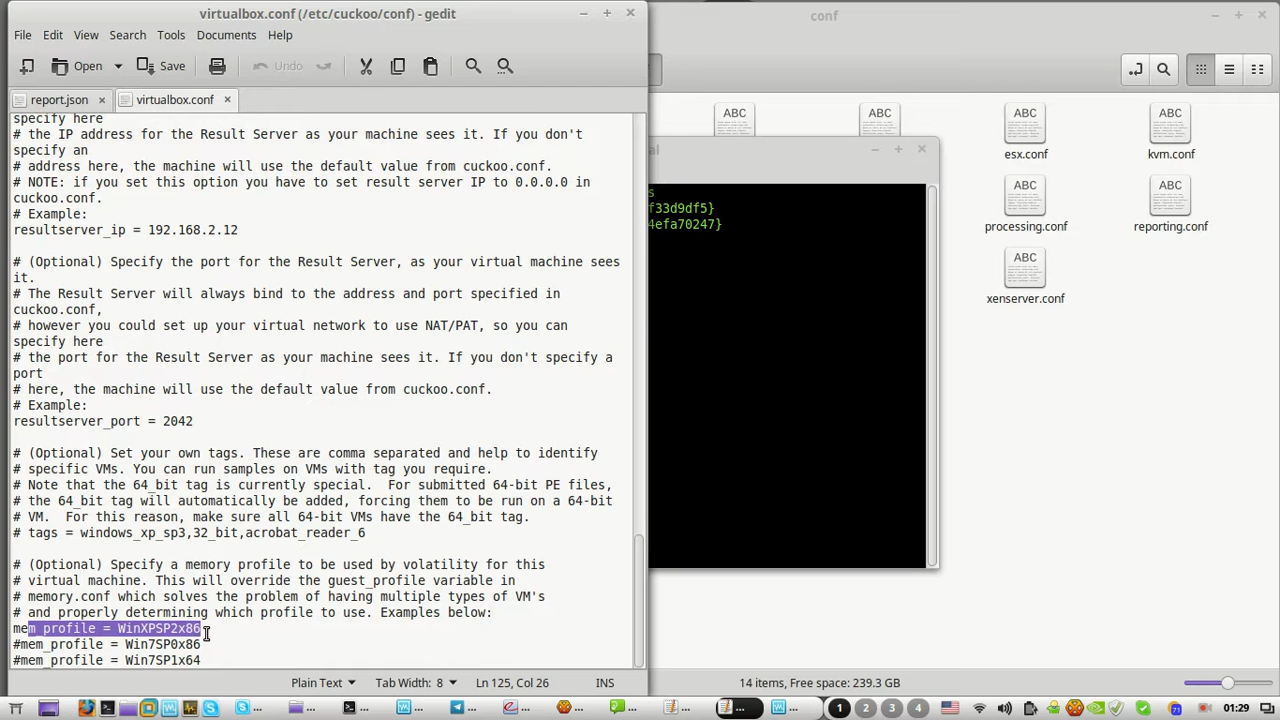 virtualbox.conf (/etc/cuckoo/conf) - gedit
conf
File Edit View Search Tools Documents Help
Open Save Undo
report.json virtualbox.conf
specify here
# the IP address for the Result Server as your machine sees it. If you don't
specify an
# address here, the machine will use the default value from cuckoo.conf.
# NOTE: if you set this option you have to set result server IP to 0.0.0.0 in
cuckoo.conf.
# Example:
resultserver_ip = 192.168.2.12
# (Optional) Specify the port for the Result Server, as your virtual machine sees
it.
# The Result Server will always bind to the address and port specified in
cuckoo.conf,
# however you could set up your virtual network to use NAT/PAT, so you can
specify here
# the port for the Result Server as your machine sees it. If you don't specify a
port
# here, the machine will use the default value from cuckoo.conf.
# Example:
resultserver_port = 2042
# (Optional) Set your own tags. These are comma separated and help to identify
# specific VMs. You can run samples on VMs with tag you require.
# Note that the 64_bit tag is currently special.  For submitted 64-bit PE files,
# the 64_bit tag will automatically be added, forcing them to be run on a 64-bit
# VM.  For this reason, make sure all 64-bit VMs have the 64_bit tag.
# tags = windows_xp_sp3,32_bit,acrobat_reader_6
# (Optional) Specify a memory profile to be used by volatility for this
# virtual machine. This will override the guest_profile variable in
# memory.conf which solves the problem of having multiple types of VM's
# and properly determining which profile to use. Examples below:
mem_profile = WinXPSP2x86
#mem_profile = Win7SP0x86
#mem_profile = Win7SP1x64
Plain Text Tab Width: 8 Ln 125, Col 26 INS
al
s
f33d9df5}
4efa70247}
ABC ABC ABC ABC
esx.conf kvm.conf
ABC ABC
processing.conf reporting.conf
ABC
xenserver.conf
14 items, Free space: 239.3 GB
... ... ... ... ... ... ... ... ... ... ... 1 2 3 4 71 01:29